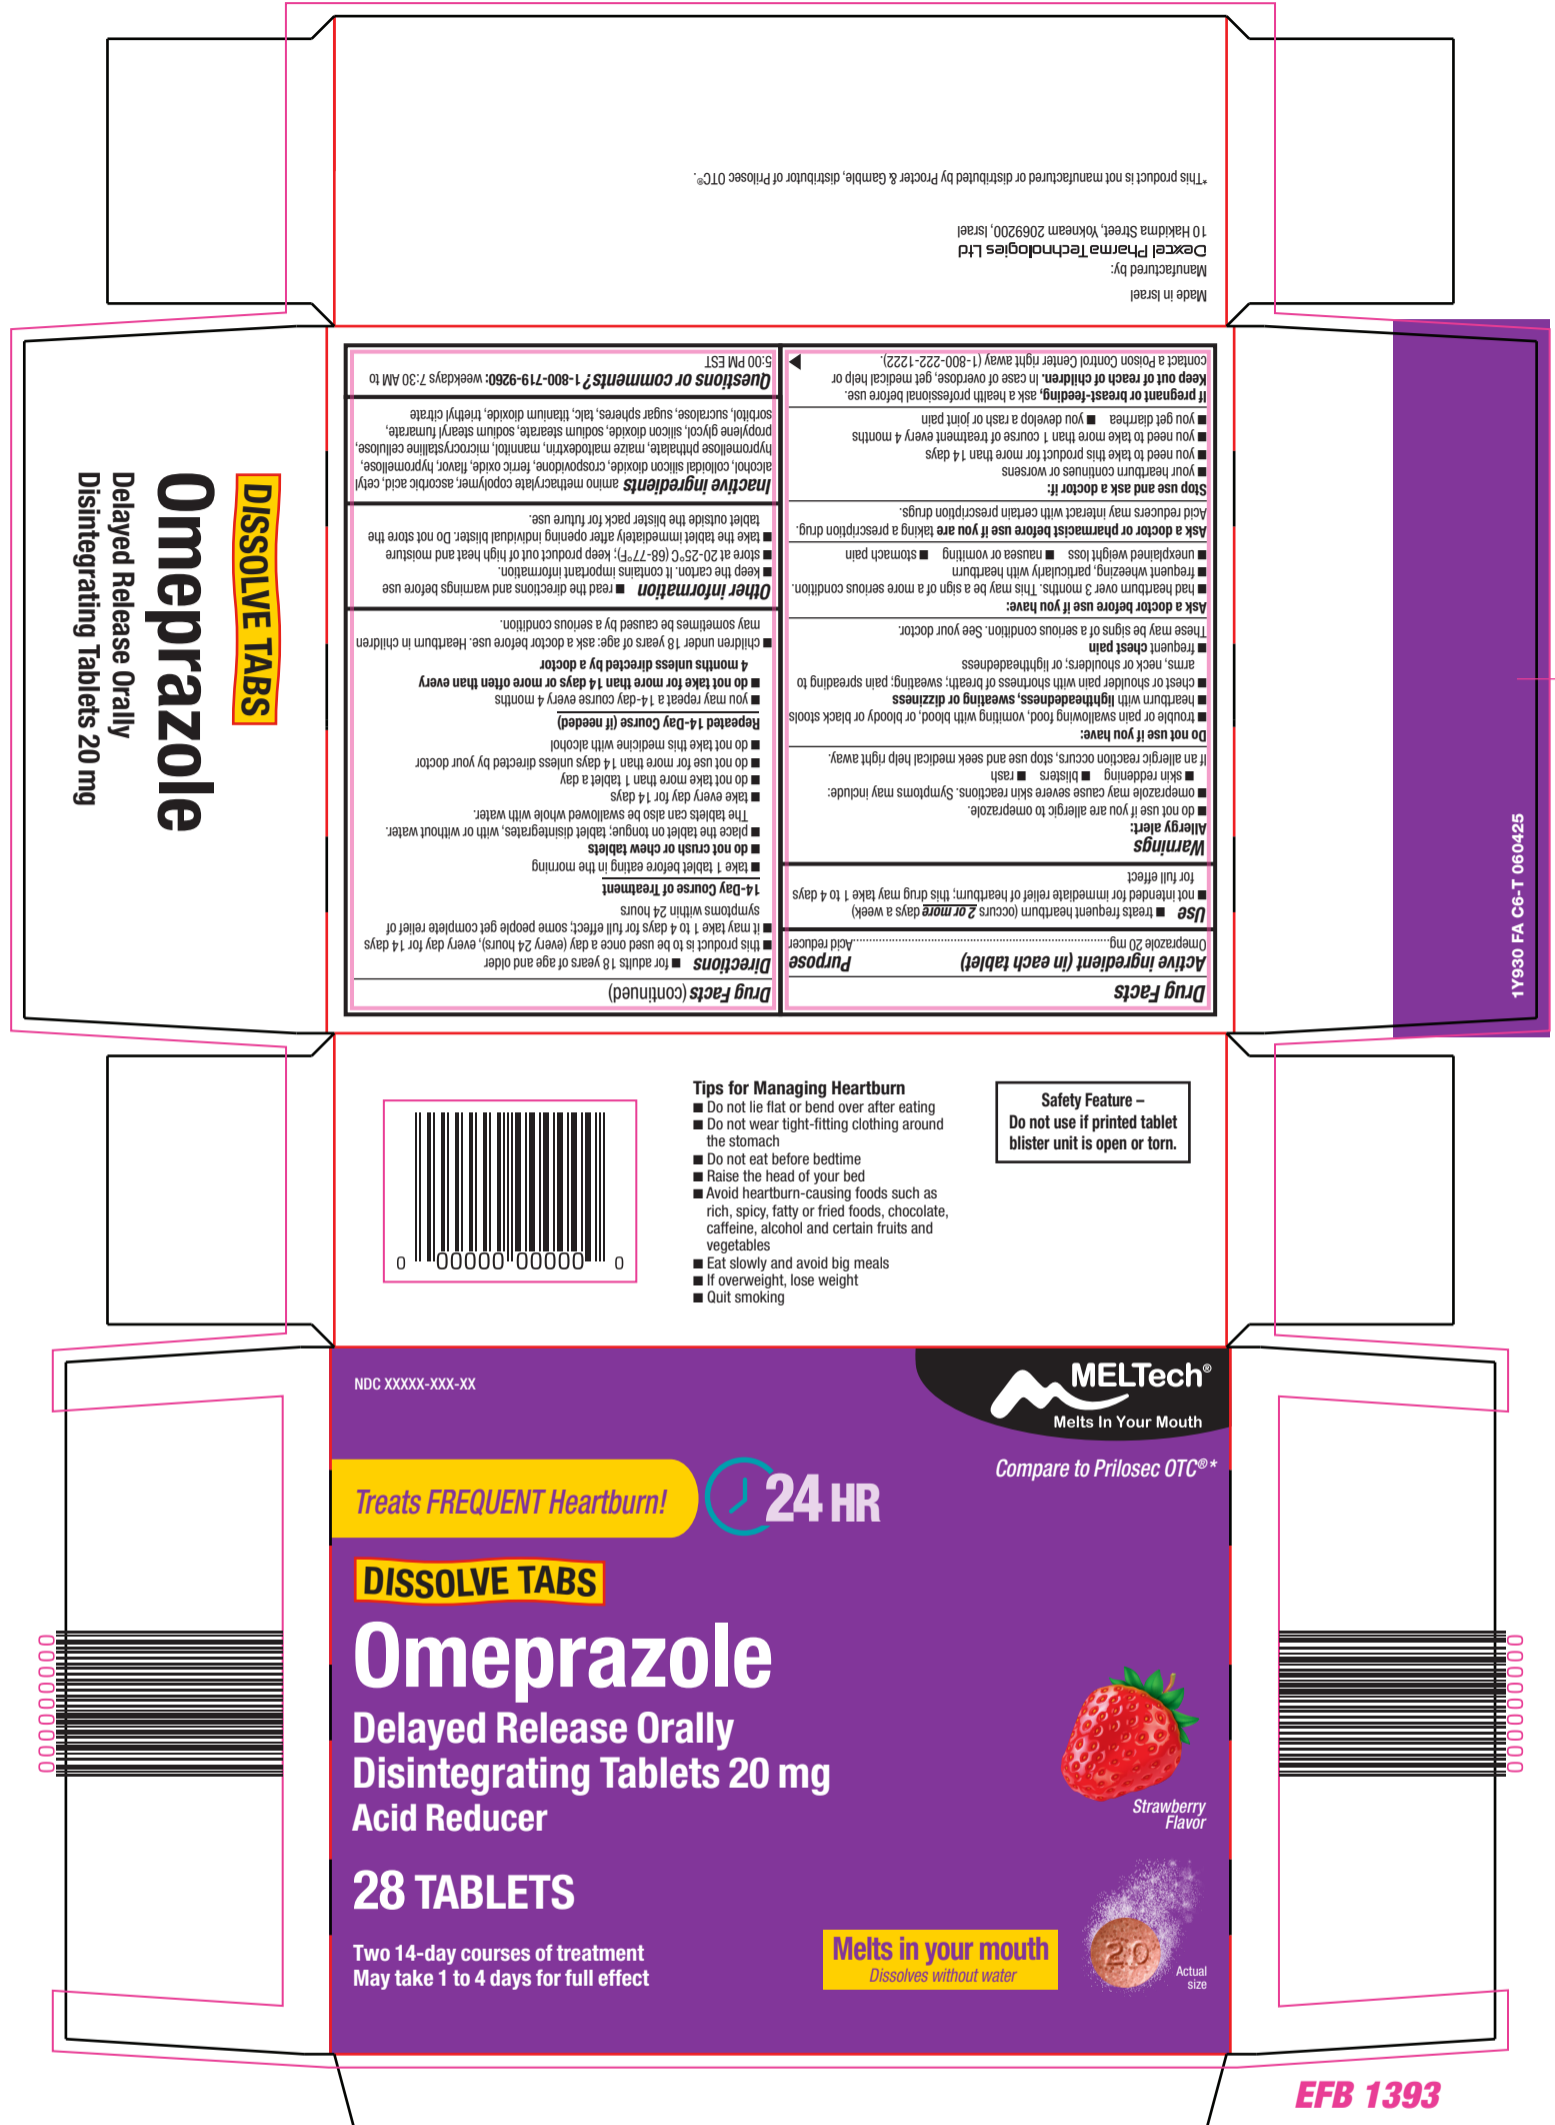 *This product is not manufactured or distributed by Procter & Gamble, distributor of Prilosec OTC®.
Made in Israel
Manufactured by:
Dexcel Pharma Technologies Ltd
10 Hakidma Street, Yokneam 2069200, Israel
DISSOLVE TABS
Omeprazole
Delayed Release Orally
Disintegrating Tablets 20 mg
Drug Facts
Active ingredient (in each tablet) Purpose
Omeprazole 20 mg....................................................................Acid reducer
Use ■ treats frequent heartburn (occurs 2 or more days a week)
■ not intended for immediate relief of heartburn; this drug may take 1 to 4 days
for full effect
Warnings
Allergy alert:
■ do not use if you are allergic to omeprazole.
■ omeprazole may cause severe skin reactions. Symptoms may include:
■ skin reddening ■ blisters ■ rash
If an allergic reaction occurs, stop use and seek medical help right away.
Do not use if you have:
■ trouble or pain swallowing food, vomiting with blood, or bloody or black stools
■ heartburn with lightheadedness, sweating or dizziness
■ chest or shoulder pain with shortness of breath; sweating; pain spreading to
arms, neck or shoulders; or lightheadedness
■ frequent chest pain
These may be signs of a serious condition. See your doctor.
Ask a doctor before use if you have:
■ had heartburn over 3 months. This may be a sign of a more serious condition.
■ frequent wheezing, particularly with heartburn
■ unexplained weight loss ■ nausea or vomiting ■ stomach pain
Ask a doctor or pharmacist before use if you are taking a prescription drug.
Acid reducers may interact with certain prescription drugs.
Stop use and ask a doctor if:
■ your heartburn continues or worsens
■ you need to take this product for more than 14 days
■ you need to take more than 1 course of treatment every 4 months
■ you get diarrhea ■ you develop a rash or joint pain
If pregnant or breast-feeding, ask a health professional before use.
Keep out of reach of children. In case of overdose, get medical help or
contact a Poison Control Center right away (1-800-222-1222).
Drug Facts (continued)
Directions ■ for adults 18 years of age and older
■ this product is to be used once a day (every 24 hours), every day for 14 days
■ it may take 1 to 4 days for full effect; some people get complete relief of
symptoms within 24 hours
14-Day Course of Treatment
■ take 1 tablet before eating in the morning
■ do not crush or chew tablets
■ place the tablet on tongue; tablet disintegrates, with or without water.
The tablets can also be swallowed whole with water.
■ take every day for 14 days
■ do not take more than 1 tablet a day
■ do not use for more than 14 days unless directed by your doctor
■ do not take this medicine with alcohol
Repeated 14-Day Course (if needed)
■ you may repeat a 14-day course every 4 months
■ do not take for more than 14 days or more often than every
4 months unless directed by a doctor
■ children under 18 years of age: ask a doctor before use. Heartburn in children
may sometimes be caused by a serious condition.
Other information ■ read the directions and warnings before use
■ keep the carton. It contains important information.
■ store at 20-25°C (68-77°F); keep product out of high heat and moisture
■ take the tablet immediately after opening individual blister. Do not store the
tablet outside the blister pack for future use.
Inactive ingredients amino methacrylate copolymer, ascorbic acid, cetyl
alcohol, colloidal silicon dioxide, crospovidone, ferric oxide, flavor, hypromellose,
hypromellose phthalate, maize maltodextrin, mannitol, microcrystalline cellulose,
propylene glycol, silicon dioxide, sodium stearate, sodium stearyl fumarate,
sorbitol, sucralose, sugar spheres, talc, titanium dioxide, triethyl citrate
Questions or comments? 1-800-719-9260: weekdays 7:30 AM to
5:00 PM EST
1Y930 FA C6-T 060425
0 00000 00000 0
Tips for Managing Heartburn
■ Do not lie flat or bend over after eating
■ Do not wear tight-fitting clothing around
the stomach
■ Do not eat before bedtime
■ Raise the head of your bed
■ Avoid heartburn-causing foods such as
rich, spicy, fatty or fried foods, chocolate,
caffeine, alcohol and certain fruits and
vegetables
■ Eat slowly and avoid big meals
■ If overweight, lose weight
■ Quit smoking
Safety Feature –
Do not use if printed tablet
blister unit is open or torn.
NDC XXXXX-XXX-XX
MELTech®
Melts In Your Mouth
Compare to Prilosec OTC®*
Treats FREQUENT Heartburn!
24 HR
DISSOLVE TABS
Omeprazole
Delayed Release Orally
Disintegrating Tablets 20 mg
Acid Reducer
Strawberry
Flavor
28 TABLETS
Two 14-day courses of treatment
May take 1 to 4 days for full effect
Melts in your mouth
Dissolves without water
20
Actual
size
0000000000
0000000000
EFB 1393